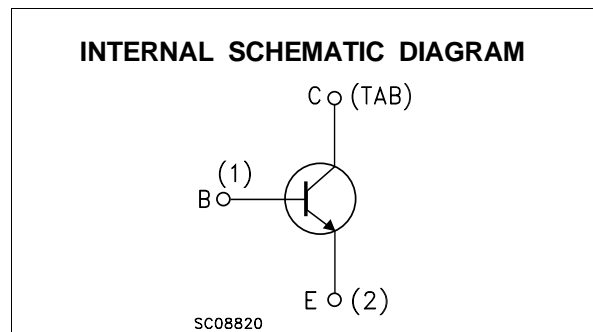 INTERNAL SCHEMATIC DIAGRAM
C (TAB)
(1)
B
E (2)
SC08820